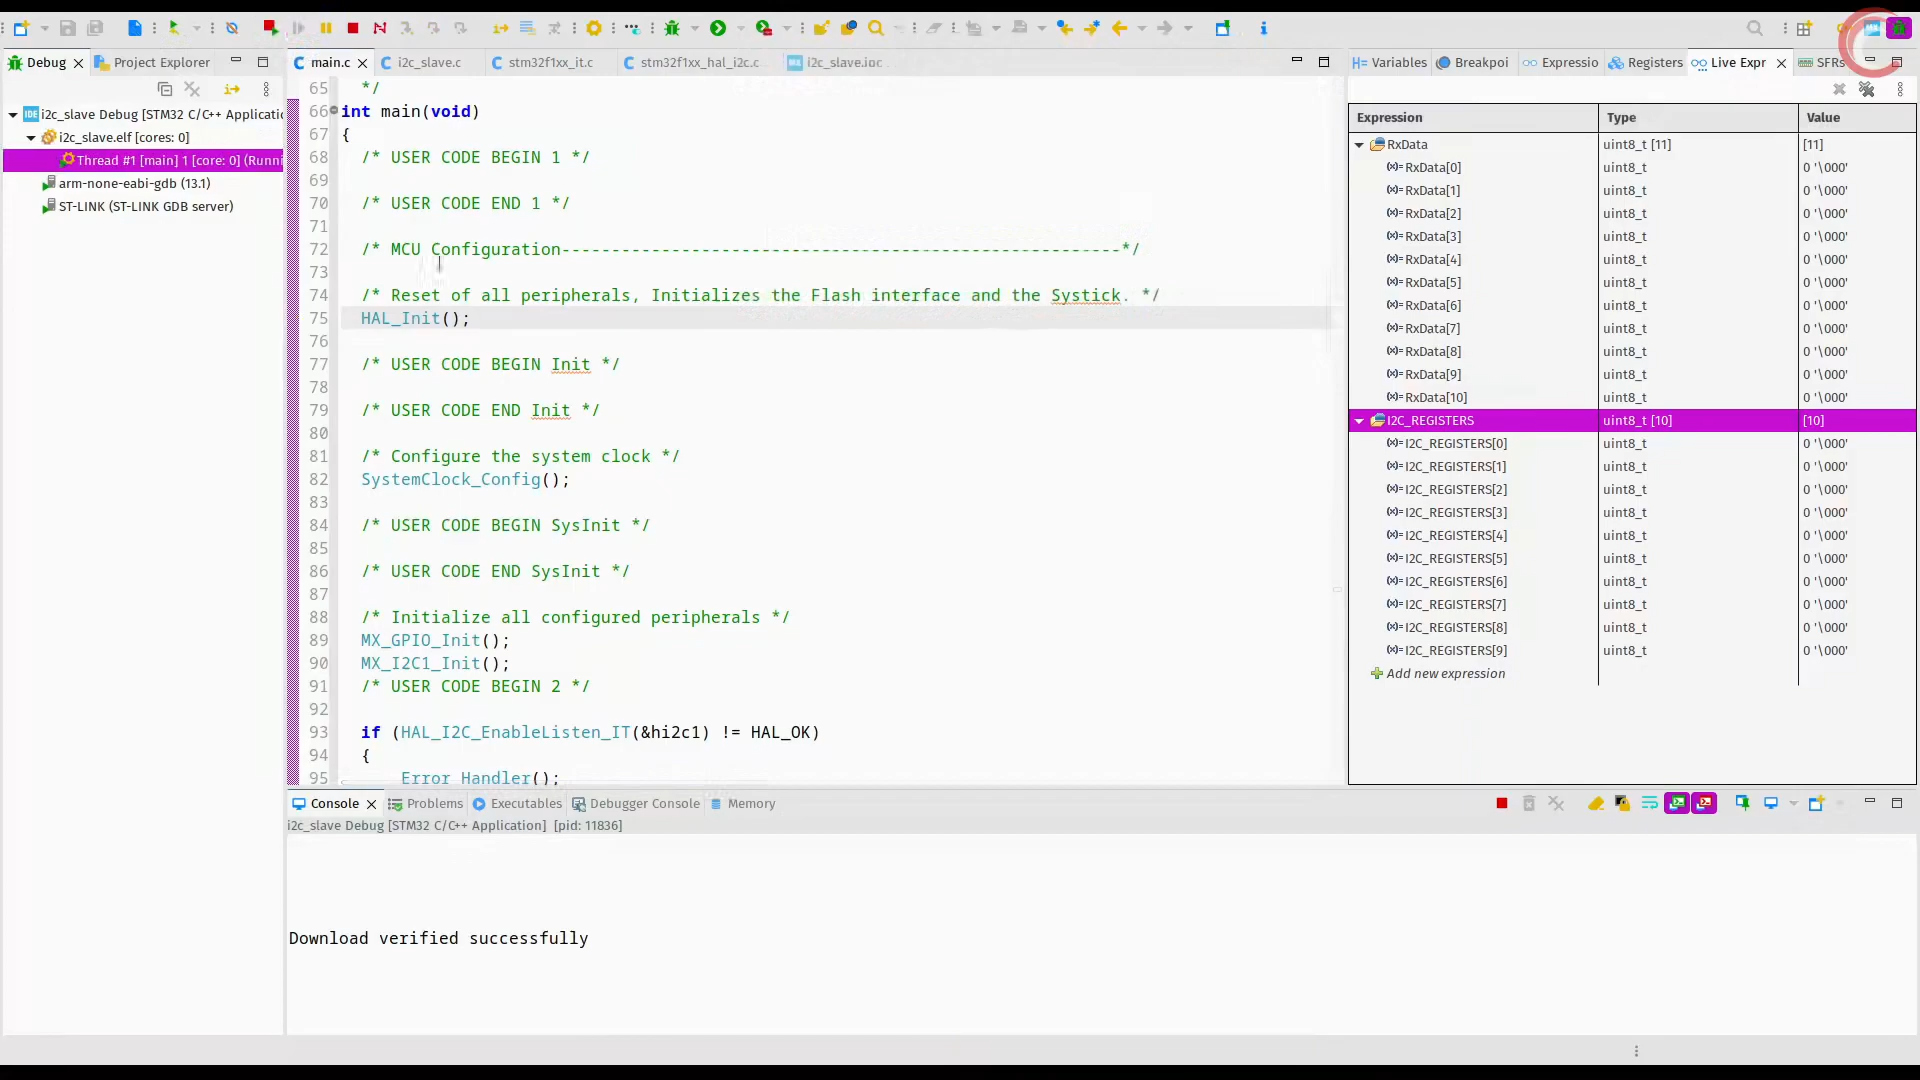 Debug
Project Explorer
i2c_slave Debug [STM32 C/C++ Applicatio
i2c_slave.elf [cores: 0]
Thread #1 [main] 1 [core: 0] (Runni
arm-none-eabi-gdb (13.1)
ST-LINK (ST-LINK GDB server)
main.c
i2c_slave.c
stm32f1xx_it.c
stm32f1xx_hal_i2c.c
i2c_slave.ioc
65 */
66 int main(void)
67 {
68 /* USER CODE BEGIN 1 */
69
70 /* USER CODE END 1 */
71
72 /* MCU Configuration--------------------------------------------------------*/
73
74 /* Reset of all peripherals, Initializes the Flash interface and the Systick. */
75 HAL_Init();
76
77 /* USER CODE BEGIN Init */
78
79 /* USER CODE END Init */
80
81 /* Configure the system clock */
82 SystemClock_Config();
83
84 /* USER CODE BEGIN SysInit */
85
86 /* USER CODE END SysInit */
87
88 /* Initialize all configured peripherals */
89 MX_GPIO_Init();
90 MX_I2C1_Init();
91 /* USER CODE BEGIN 2 */
92
93 if (HAL_I2C_EnableListen_IT(&hi2c1) != HAL_OK)
94 {
95 Error_Handler();
Variables
Breakpoi
Expressio
Registers
Live Expr
SFRs
Expression Type Value
RxData uint8_t [11] [11]
RxData[0] uint8_t 0 '\000'
RxData[1] uint8_t 0 '\000'
RxData[2] uint8_t 0 '\000'
RxData[3] uint8_t 0 '\000'
RxData[4] uint8_t 0 '\000'
RxData[5] uint8_t 0 '\000'
RxData[6] uint8_t 0 '\000'
RxData[7] uint8_t 0 '\000'
RxData[8] uint8_t 0 '\000'
RxData[9] uint8_t 0 '\000'
RxData[10] uint8_t 0 '\000'
I2C_REGISTERS uint8_t [10] [10]
I2C_REGISTERS[0] uint8_t 0 '\000'
I2C_REGISTERS[1] uint8_t 0 '\000'
I2C_REGISTERS[2] uint8_t 0 '\000'
I2C_REGISTERS[3] uint8_t 0 '\000'
I2C_REGISTERS[4] uint8_t 0 '\000'
I2C_REGISTERS[5] uint8_t 0 '\000'
I2C_REGISTERS[6] uint8_t 0 '\000'
I2C_REGISTERS[7] uint8_t 0 '\000'
I2C_REGISTERS[8] uint8_t 0 '\000'
I2C_REGISTERS[9] uint8_t 0 '\000'
Add new expression
Console
Problems
Executables
Debugger Console
Memory
i2c_slave Debug [STM32 C/C++ Application] [pid: 11836]
Download verified successfully